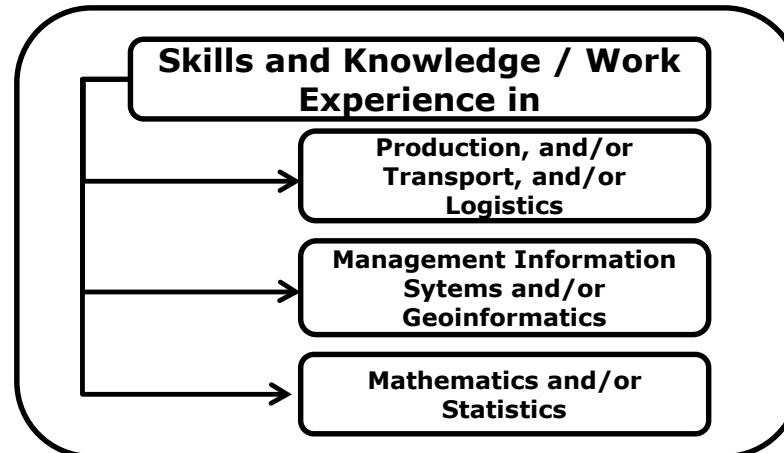 Skills and Knowledge / Work
Experience in
Production, and/or
Transport, and/or
Logistics
Management Information
Sytems and/or
Geoinformatics
Mathematics and/or
Statistics